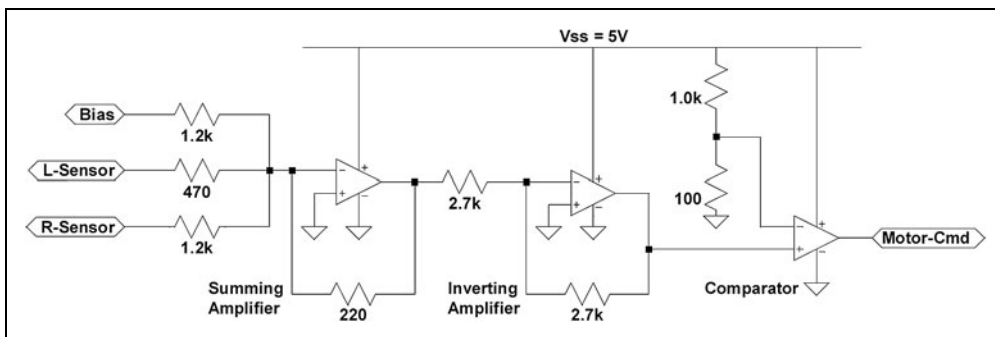 Vss = 5V
Bias
1.2k
L-Sensor
470
R-Sensor
1.2k
Summing
Amplifier
220
2.7k
Inverting
Amplifier
2.7k
1.0k
100
Comparator
Motor-Cmd